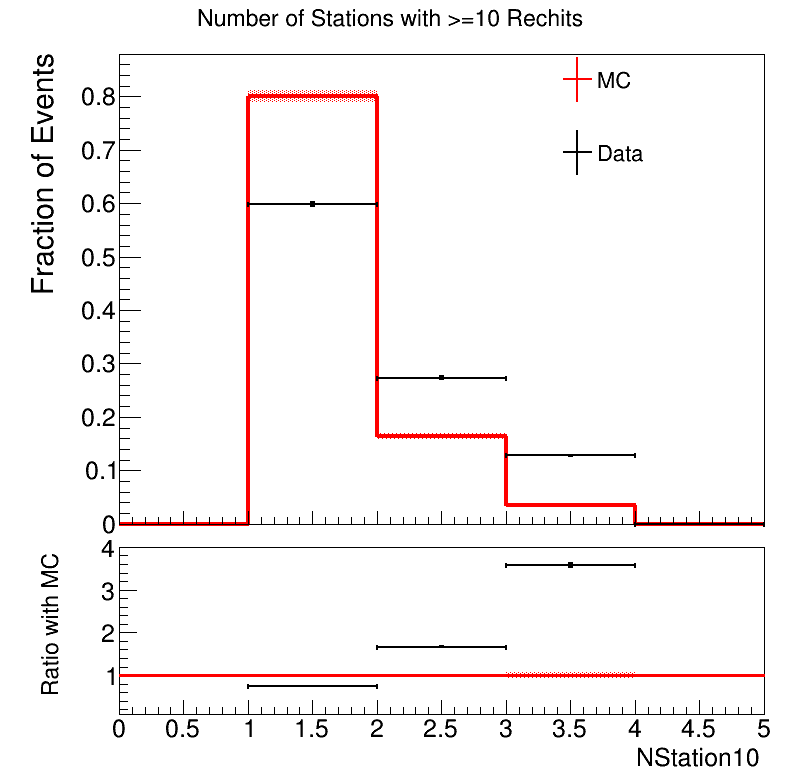 Number of Stations with >=10 Rechits
Fraction of Events
0.8
0.7
0.6
0.5
0.4
0.3
0.2
0.1
0
MC
Data
Ratio with MC
4
3
2
1
0 0.5 1 1.5 2 2.5 3 3.5 4 4.5 5
NStation10